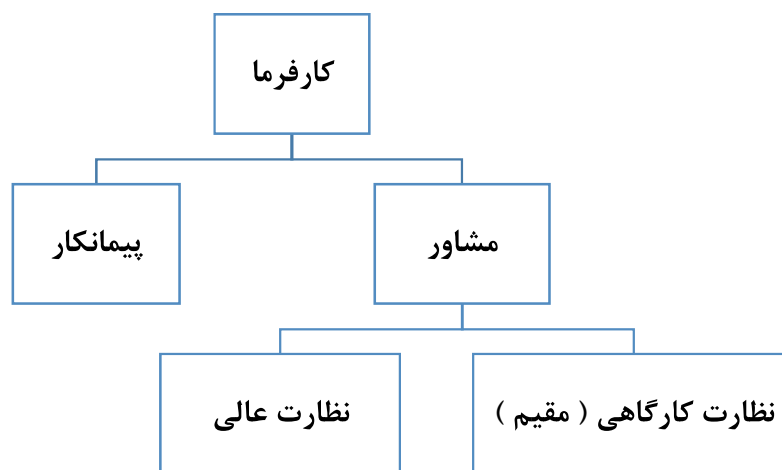 کارفرما
مشاور
پیمانکار
نظارت کارگاهی ( مقیم )
نظارت عالی